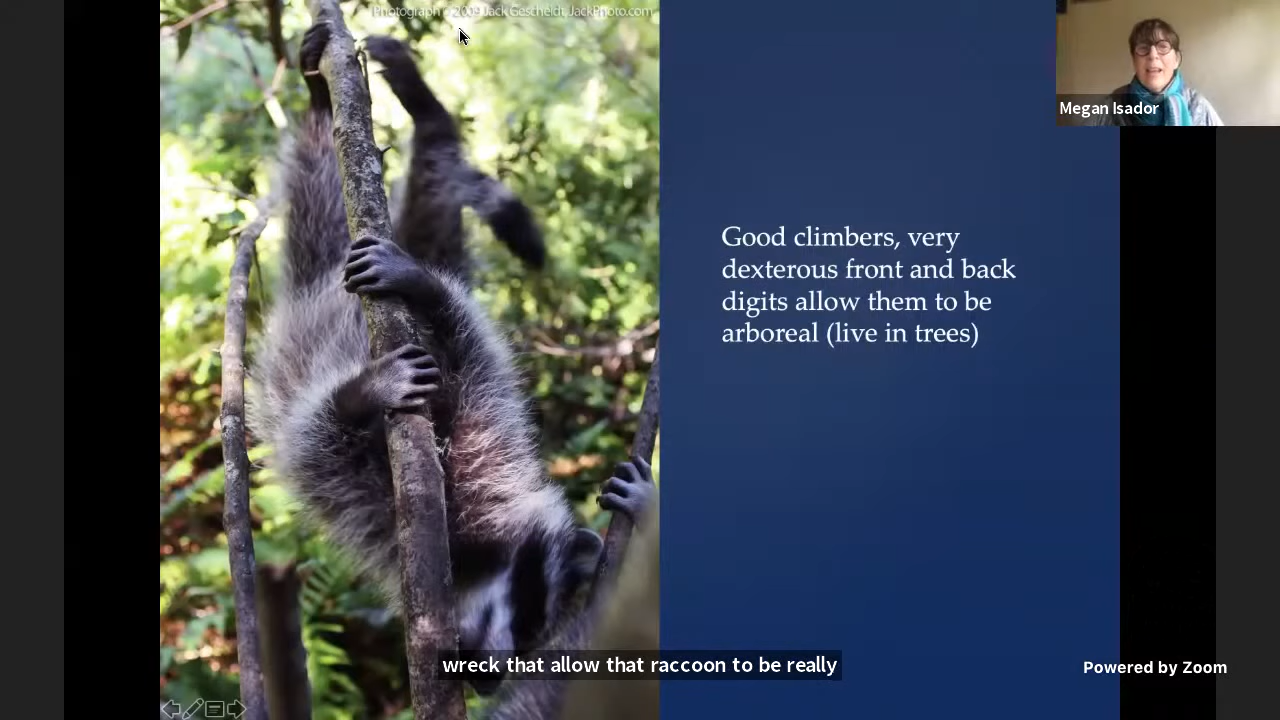 Photograph © 2009 Jack Gescheidt, JackPhoto.com
Megan Isador
Good climbers, very
dexterous front and back
digits allow them to be
arboreal (live in trees)
wreck that allow that raccoon to be really
Powered by Zoom